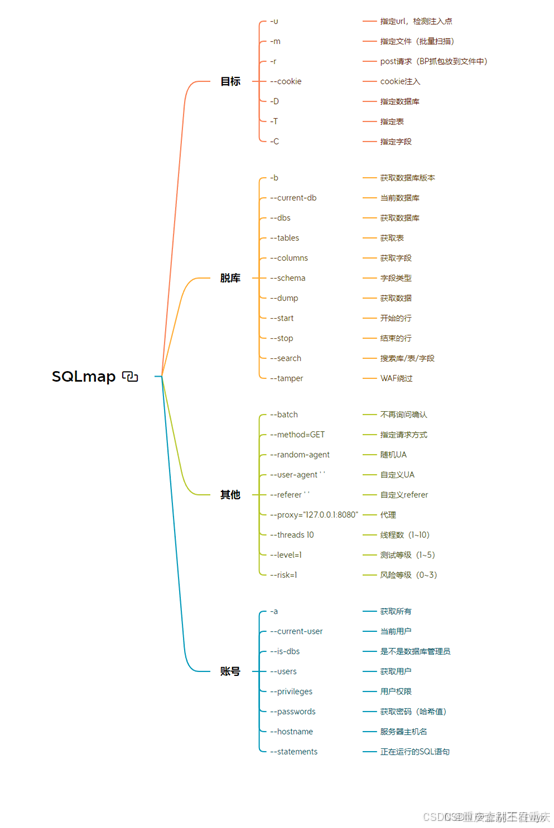 SQLmap
目标
-u 指定url，检测注入点
-m 指定文件（批量扫描）
-r post请求（BP抓包放到文件中）
--cookie cookie注入
-D 指定数据库
-T 指定表
-C 指定字段
脱库
-b 获取数据库版本
--current-db 当前数据库
--dbs 获取数据库
--tables 获取表
--columns 获取字段
--schema 字段类型
--dump 获取数据
--start 开始的行
--stop 结束的行
--search 搜索库/表/字段
--tamper WAF绕过
其他
--batch 不再询问确认
--method=GET 指定请求方式
--random-agent 随机UA
--user-agent ' ' 自定义UA
--referer ' ' 自定义referer
--proxy="127.0.0.1:8080" 代理
--threads 10 线程数（1~10）
--level=1 测试等级（1~5）
--risk=1 风险等级（0~3）
账号
-a 获取所有
--current-user 当前用户
--is-dbs 是不是数据库管理员
--users 获取用户
--privileges 用户权限
--passwords 获取密码（哈希值）
--hostname 服务器主机名
--statements 正在运行的SQL语句